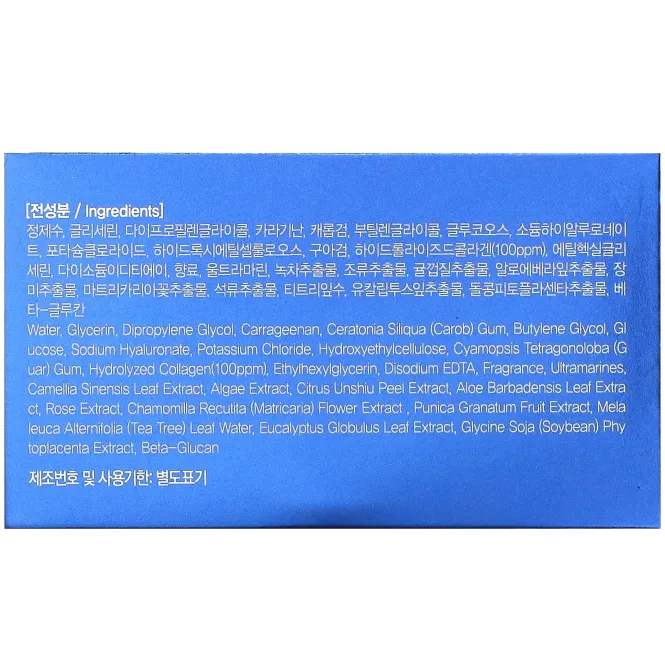 [전성분 / Ingredients]
정제수, 글리세린, 다이프로필렌글라이콜, 카라기난, 캐롭검, 부틸렌글라이콜, 글루코오스, 소듐하이알루로네이
트, 포타슘클로라이드, 하이드록시에틸셀룰로오스, 구아검, 하이드롤라이즈드콜라겐(100ppm), 에틸헥실글리
세린, 다이소듐이디티에이, 향료, 울트라마린, 녹차추출물, 조류추출물, 귤껍질추출물, 알로에베라잎추출물, 장
미추출물, 마트리카리아꽃추출물, 석류추출물, 티트리잎수, 유칼립투스잎추출물, 돌콩피토플라센타추출물, 베
타-글루칸
Water, Glycerin, Dipropylene Glycol, Carrageenan, Ceratonia Siliqua (Carob) Gum, Butylene Glycol, Gl
ucose, Sodium Hyaluronate, Potassium Chloride, Hydroxyethylcellulose, Cyamopsis Tetragonoloba (G
uar) Gum, Hydrolyzed Collagen(100ppm), Ethylhexylglycerin, Disodium EDTA, Fragrance, Ultramarines,
Camellia Sinensis Leaf Extract, Algae Extract, Citrus Unshiu Peel Extract, Aloe Barbadensis Leaf Extra
ct, Rose Extract, Chamomilla Recutita (Matricaria) Flower Extract , Punica Granatum Fruit Extract, Mela
leuca Alternifolia (Tea Tree) Leaf Water, Eucalyptus Globulus Leaf Extract, Glycine Soja (Soybean) Phy
toplacenta Extract, Beta-Glucan
제조번호 및 사용기한: 별도표기